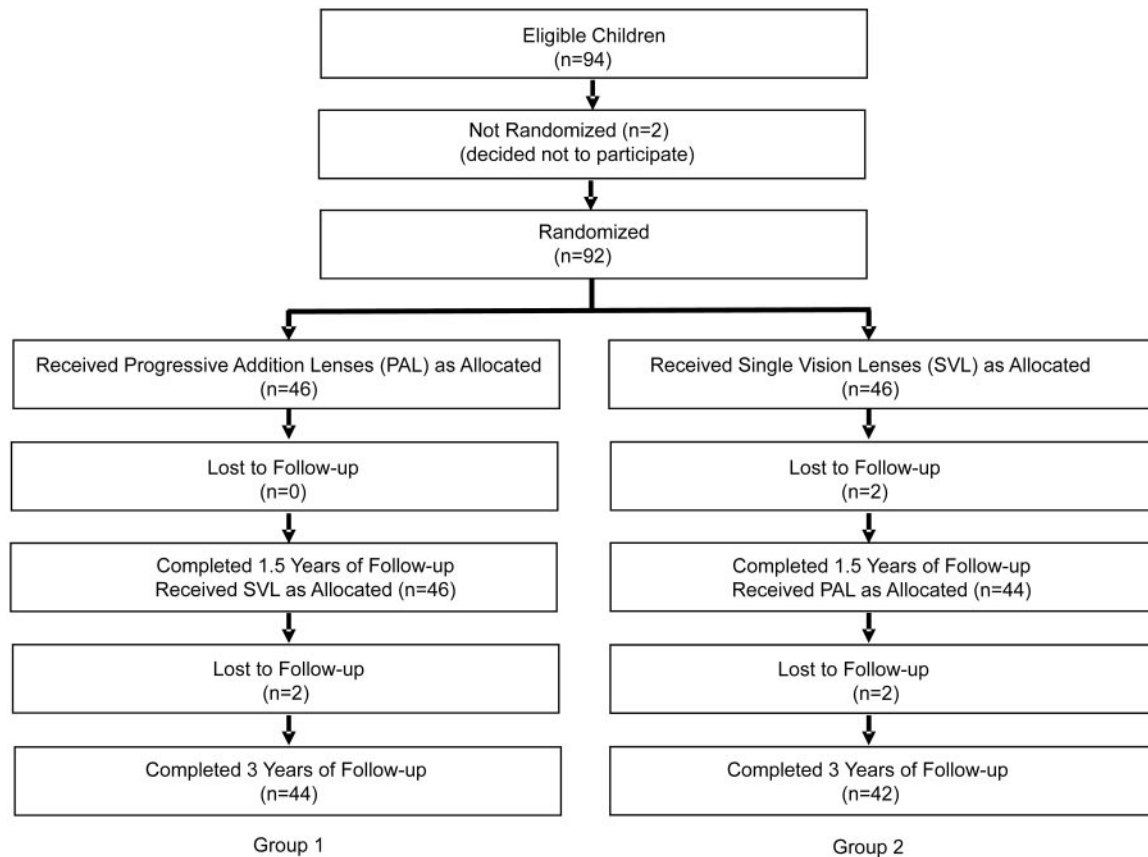 Eligible Children
(n=94)
Not Randomized (n=2)
(decided not to participate)
Randomized
(n=92)
Received Progressive Addition Lenses (PAL) as Allocated
(n=46)
Lost to Follow-up
(n=0)
Completed 1.5 Years of Follow-up
Received SVL as Allocated (n=46)
Lost to Follow-up
(n=2)
Completed 3 Years of Follow-up
(n=44)
Group 1
Received Single Vision Lenses (SVL) as Allocated
(n=46)
Lost to Follow-up
(n=2)
Completed 1.5 Years of Follow-up
Received PAL as Allocated (n=44)
Lost to Follow-up
(n=2)
Completed 3 Years of Follow-up
(n=42)
Group 2